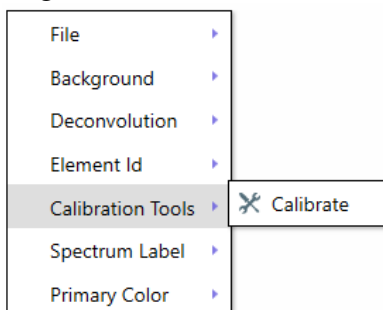 File
Background
Deconvolution
Element Id
Calibration Tools
Calibrate
Spectrum Label
Primary Color